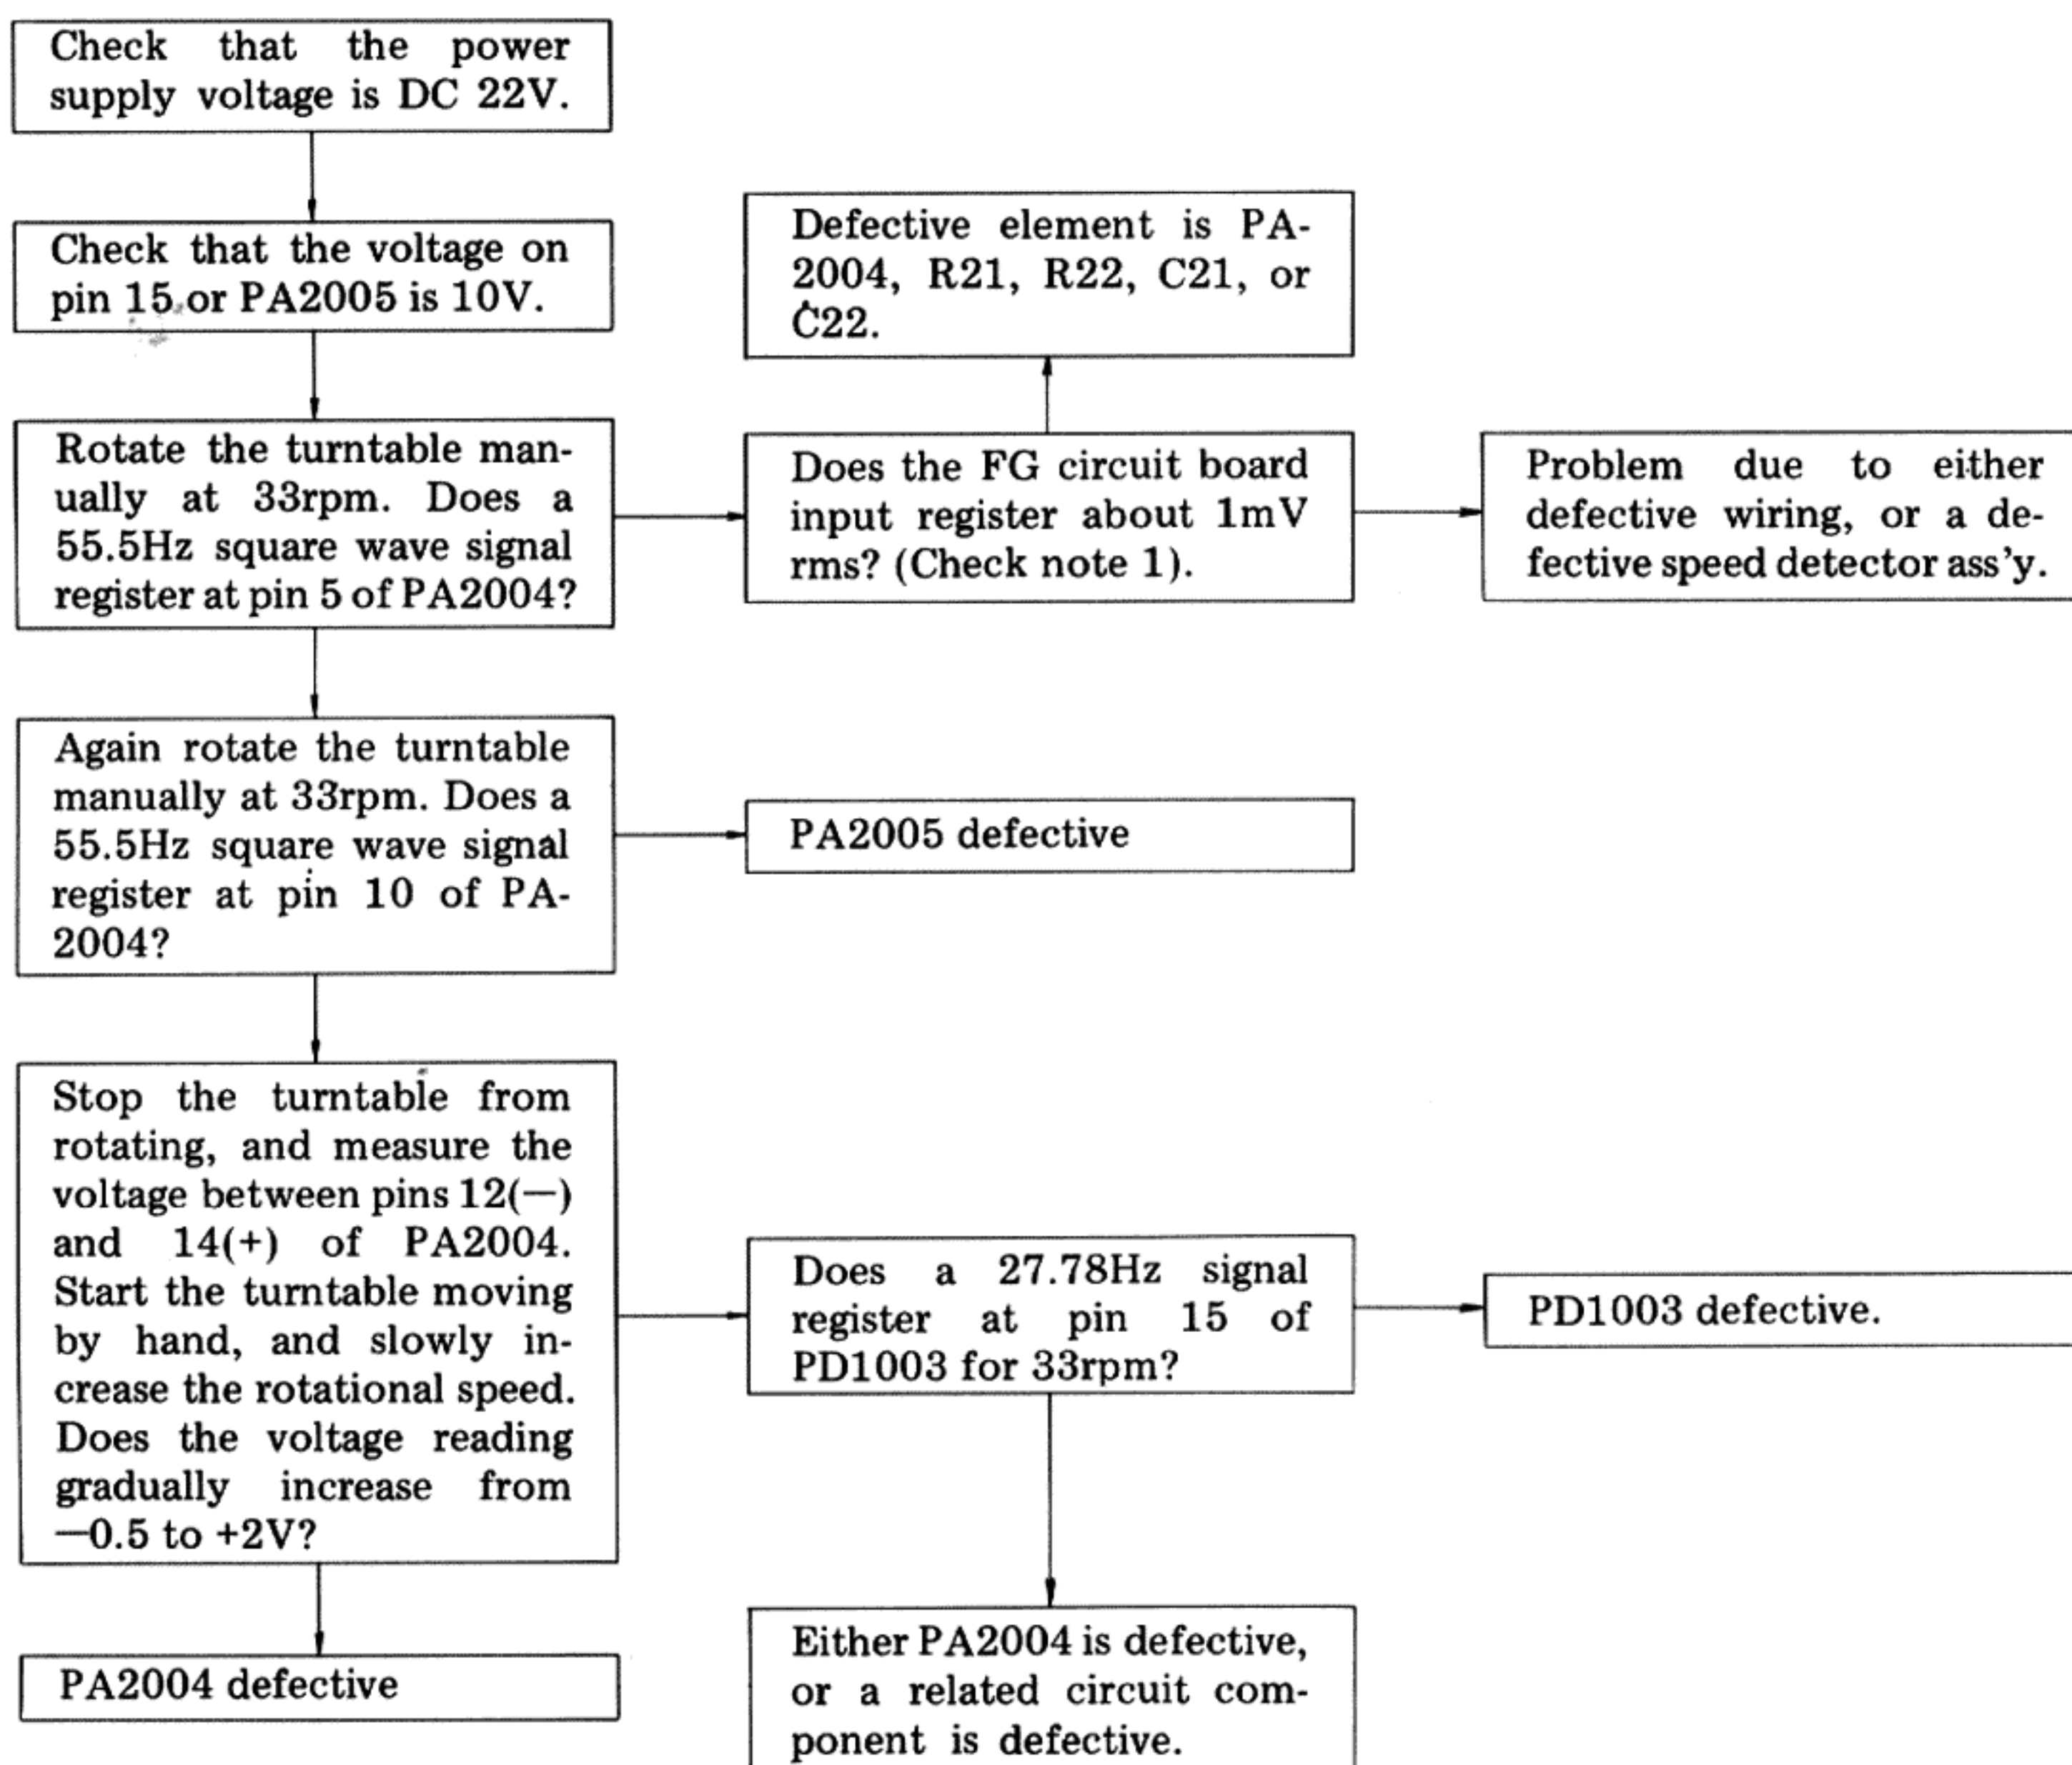 Check that the power
supply voltage is DC 22V.
Check that the voltage on
pin 15 or PA2005 is 10V.
Defective element is PA-
2004, R21, R22, C21, or
C22.
Rotate the turntable man-
ually at 33rpm. Does a
55.5Hz square wave signal
register at pin 5 of PA2004?
Does the FG circuit board
input register about 1mV
rms? (Check note 1).
Problem due to either
defective wiring, or a de-
fective speed detector ass'y.
Again rotate the turntable
manually at 33rpm. Does a
55.5Hz square wave signal
register at pin 10 of PA-
2004?
PA2005 defective
Stop the turntable from
rotating, and measure the
voltage between pins 12(—)
and 14(+) of PA2004.
Start the turntable moving
by hand, and slowly in-
crease the rotational speed.
Does the voltage reading
gradually increase from
—0.5 to +2V?
Does a 27.78Hz signal
register at pin 15 of
PD1003 for 33rpm?
PD1003 defective.
PA2004 defective
Either PA2004 is defective,
or a related circuit com-
ponent is defective.